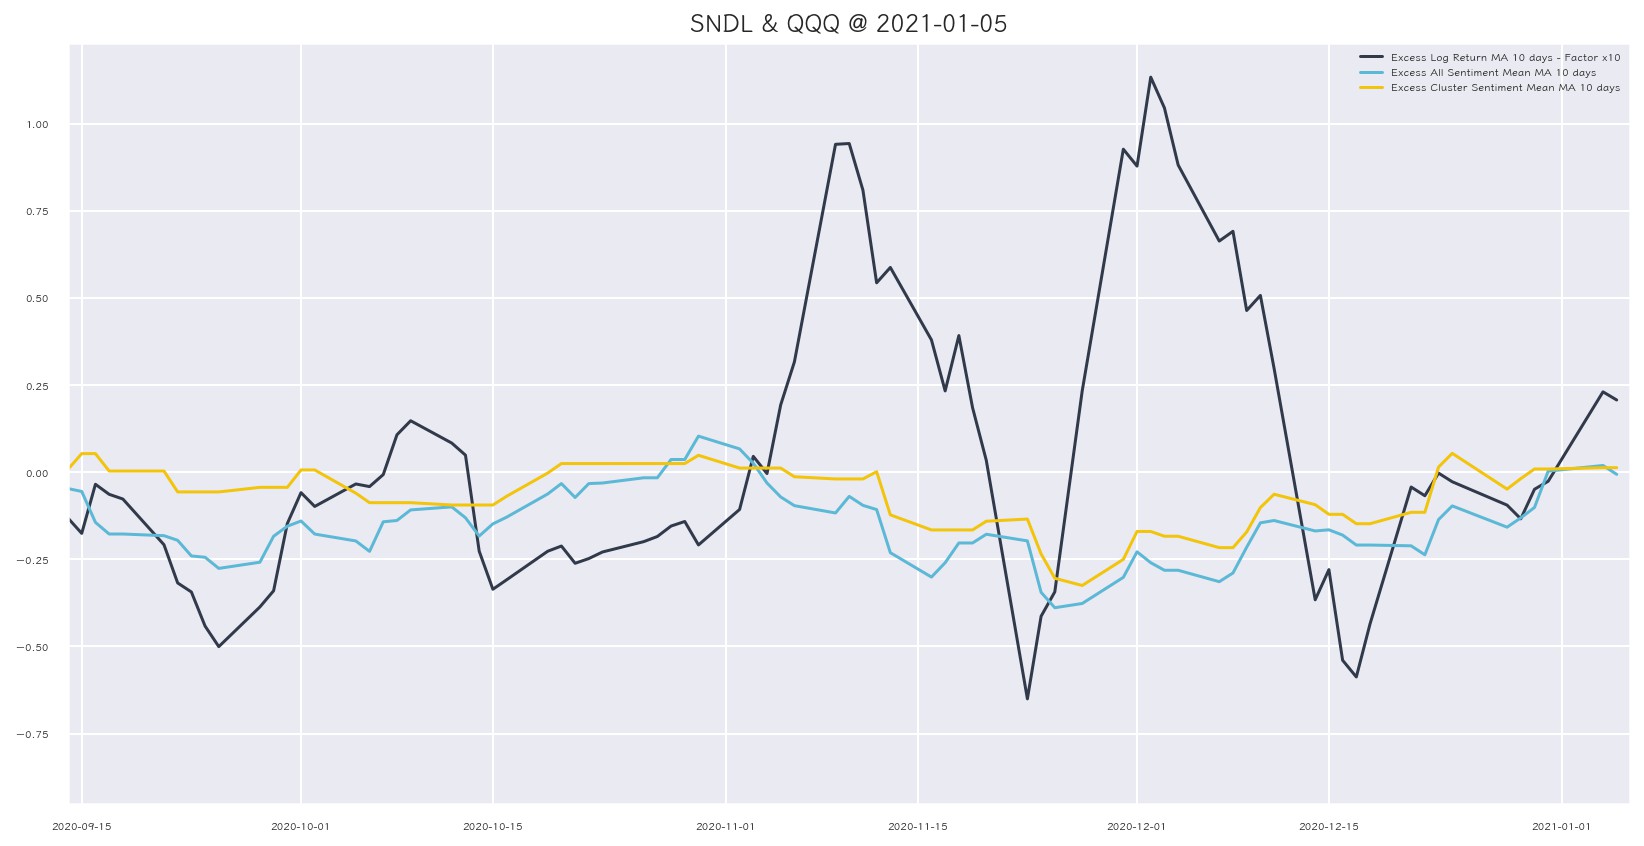 SNDL & QQQ @ 2021-01-05
Excess Log Return MA 10 days - Factor x10
Excess All Sentiment Mean MA 10 days
Excess Cluster Sentiment Mean MA 10 days
1.00
0.75
0.50
0.25
0.00
−0.25
−0.50
−0.75
2020-09-15 2020-10-01 2020-10-15 2020-11-01 2020-11-15 2020-12-01 2020-12-15 2021-01-01